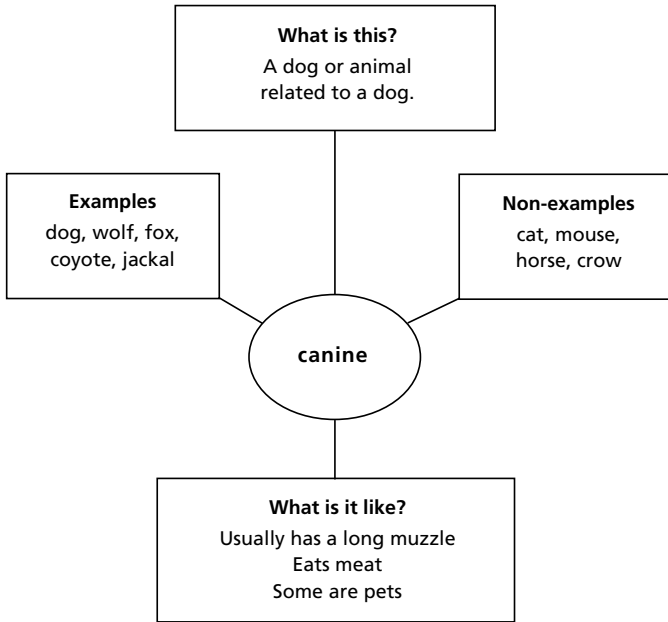 What is this?
A dog or animal
related to a dog.
Examples
dog, wolf, fox,
coyote, jackal
Non-examples
cat, mouse,
horse, crow
canine
What is it like?
Usually has a long muzzle
Eats meat
Some are pets